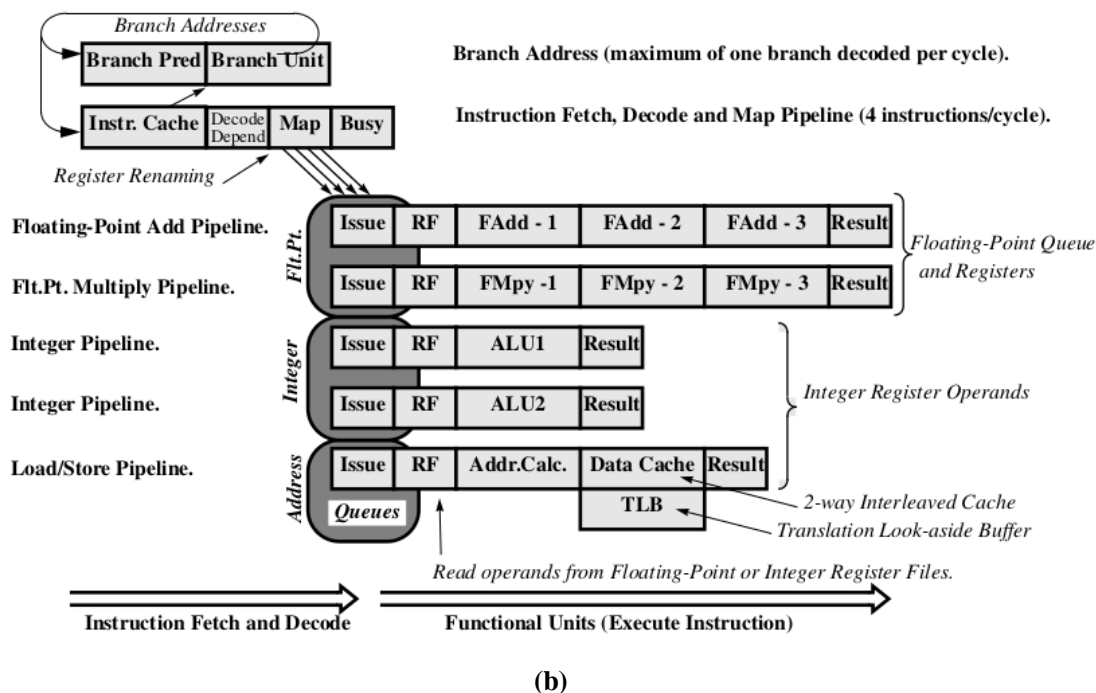 Branch Addresses
Branch Pred Branch Unit
Branch Address (maximum of one branch decoded per cycle).
Instr. Cache Decode Depend Map Busy
Instruction Fetch, Decode and Map Pipeline (4 instructions/cycle).
Register Renaming
Flt.Pt.
Floating-Point Add Pipeline.
Issue RF FAdd - 1 FAdd - 2 FAdd - 3 Result
Floating-Point Queue
and Registers
Flt.Pt. Multiply Pipeline.
Issue RF FMpy -1 FMpy - 2 FMpy - 3 Result
Integer
Integer Pipeline.
Issue RF ALU1 Result
Integer Register Operands
Integer Pipeline.
Issue RF ALU2 Result
Address
Load/Store Pipeline.
Issue RF Addr.Calc. Data Cache Result
Queues
TLB
2-way Interleaved Cache
Translation Look-aside Buffer
Read operands from Floating-Point or Integer Register Files.
Instruction Fetch and Decode
Functional Units (Execute Instruction)
(b)